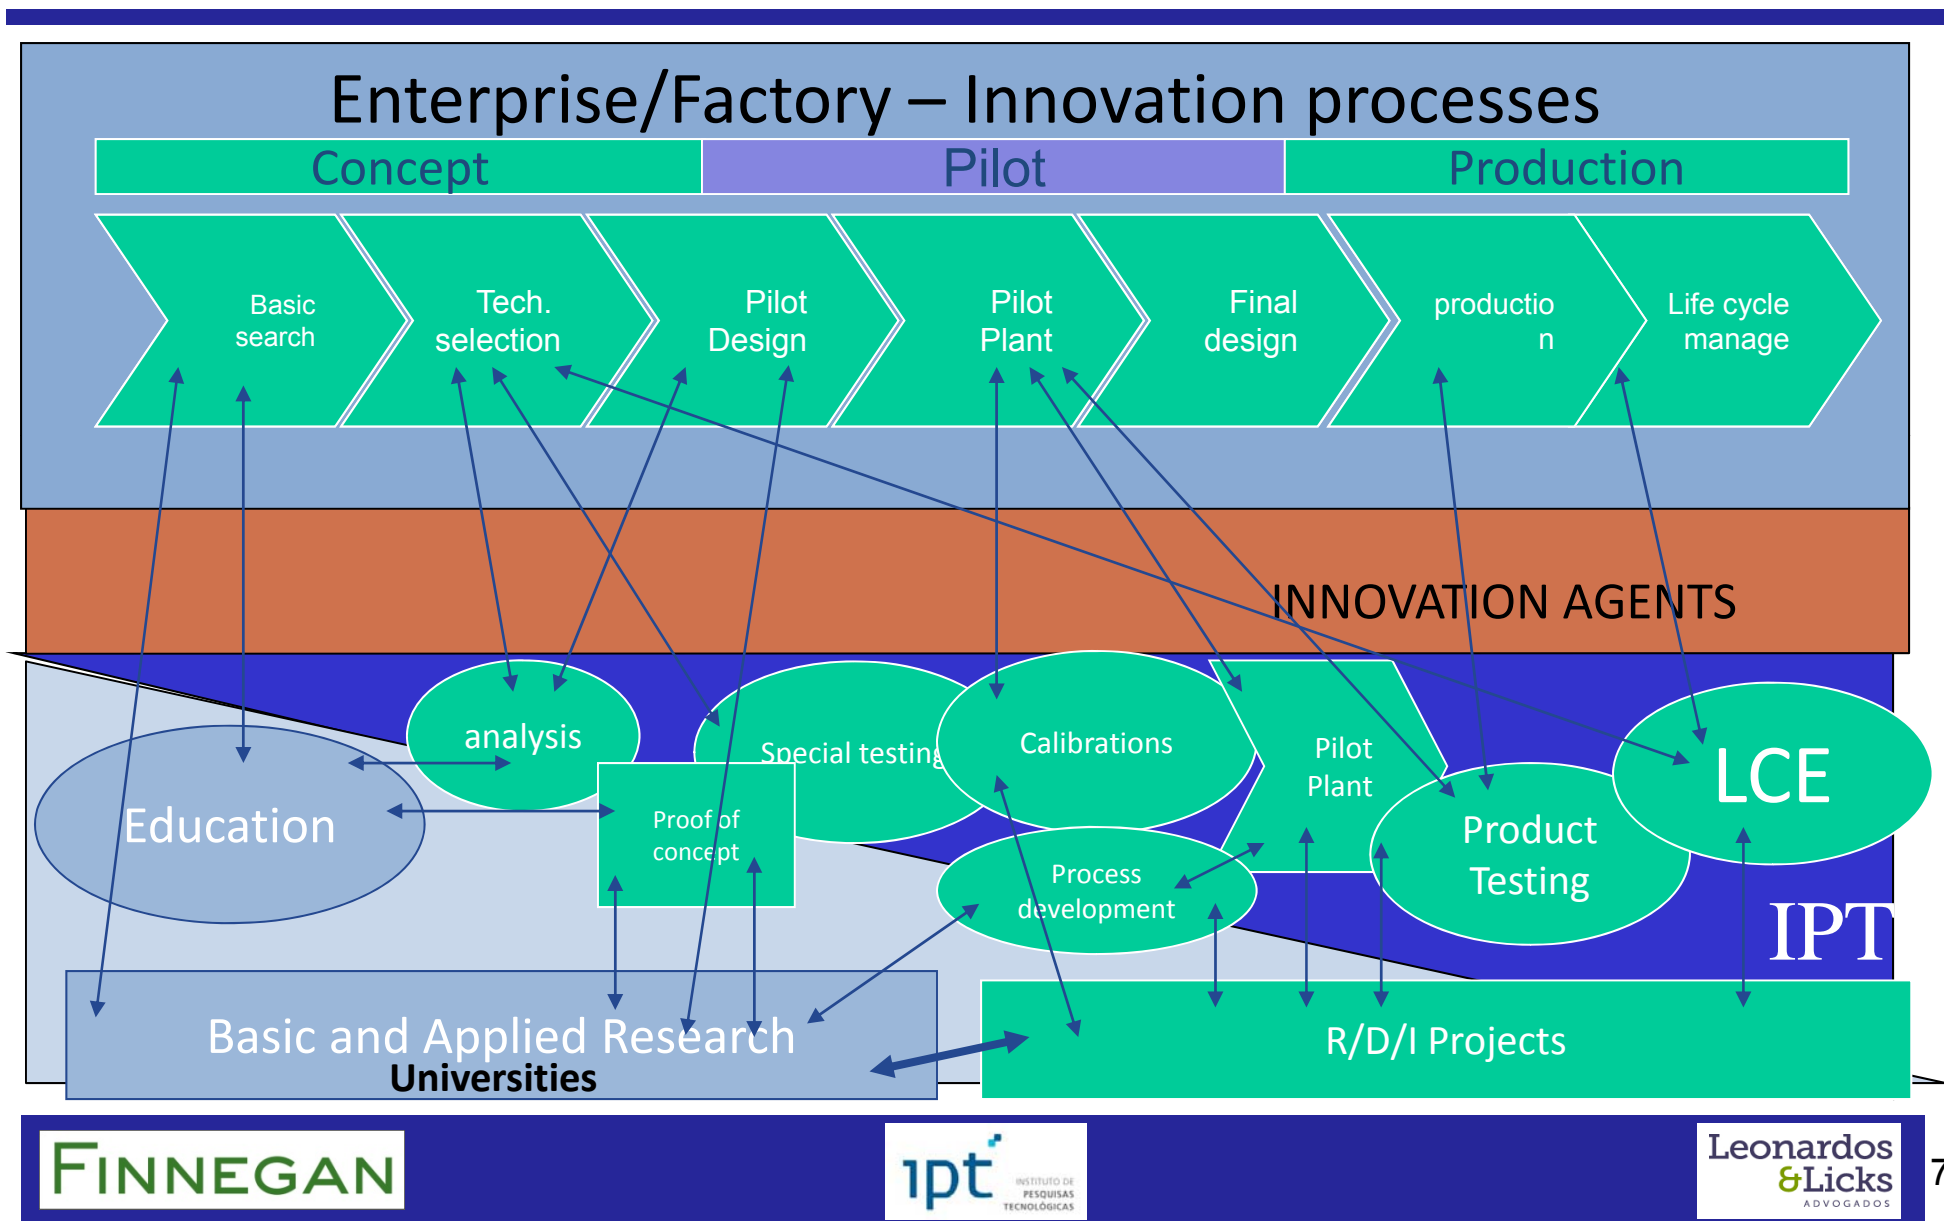 Enterprise/Factory – Innovation processes
Concept
Pilot
Production
Basic
search
Tech.
selection
Pilot
Design
Pilot
Plant
Final
design
productio
n
Life cycle
manage
INNOVATION AGENTS
analysis
Special testing
Calibrations
Pilot
Plant
LCE
Education
Proof of
concept
Product
Testing
Process
development
IPT
Basic and Applied Research
Universities
R/D/I Projects
FINNEGAN
ipt
INSTITUTO DE
PESQUISAS
TECNOLÓGICAS
Leonardos
&Licks
ADVOGADOS
7